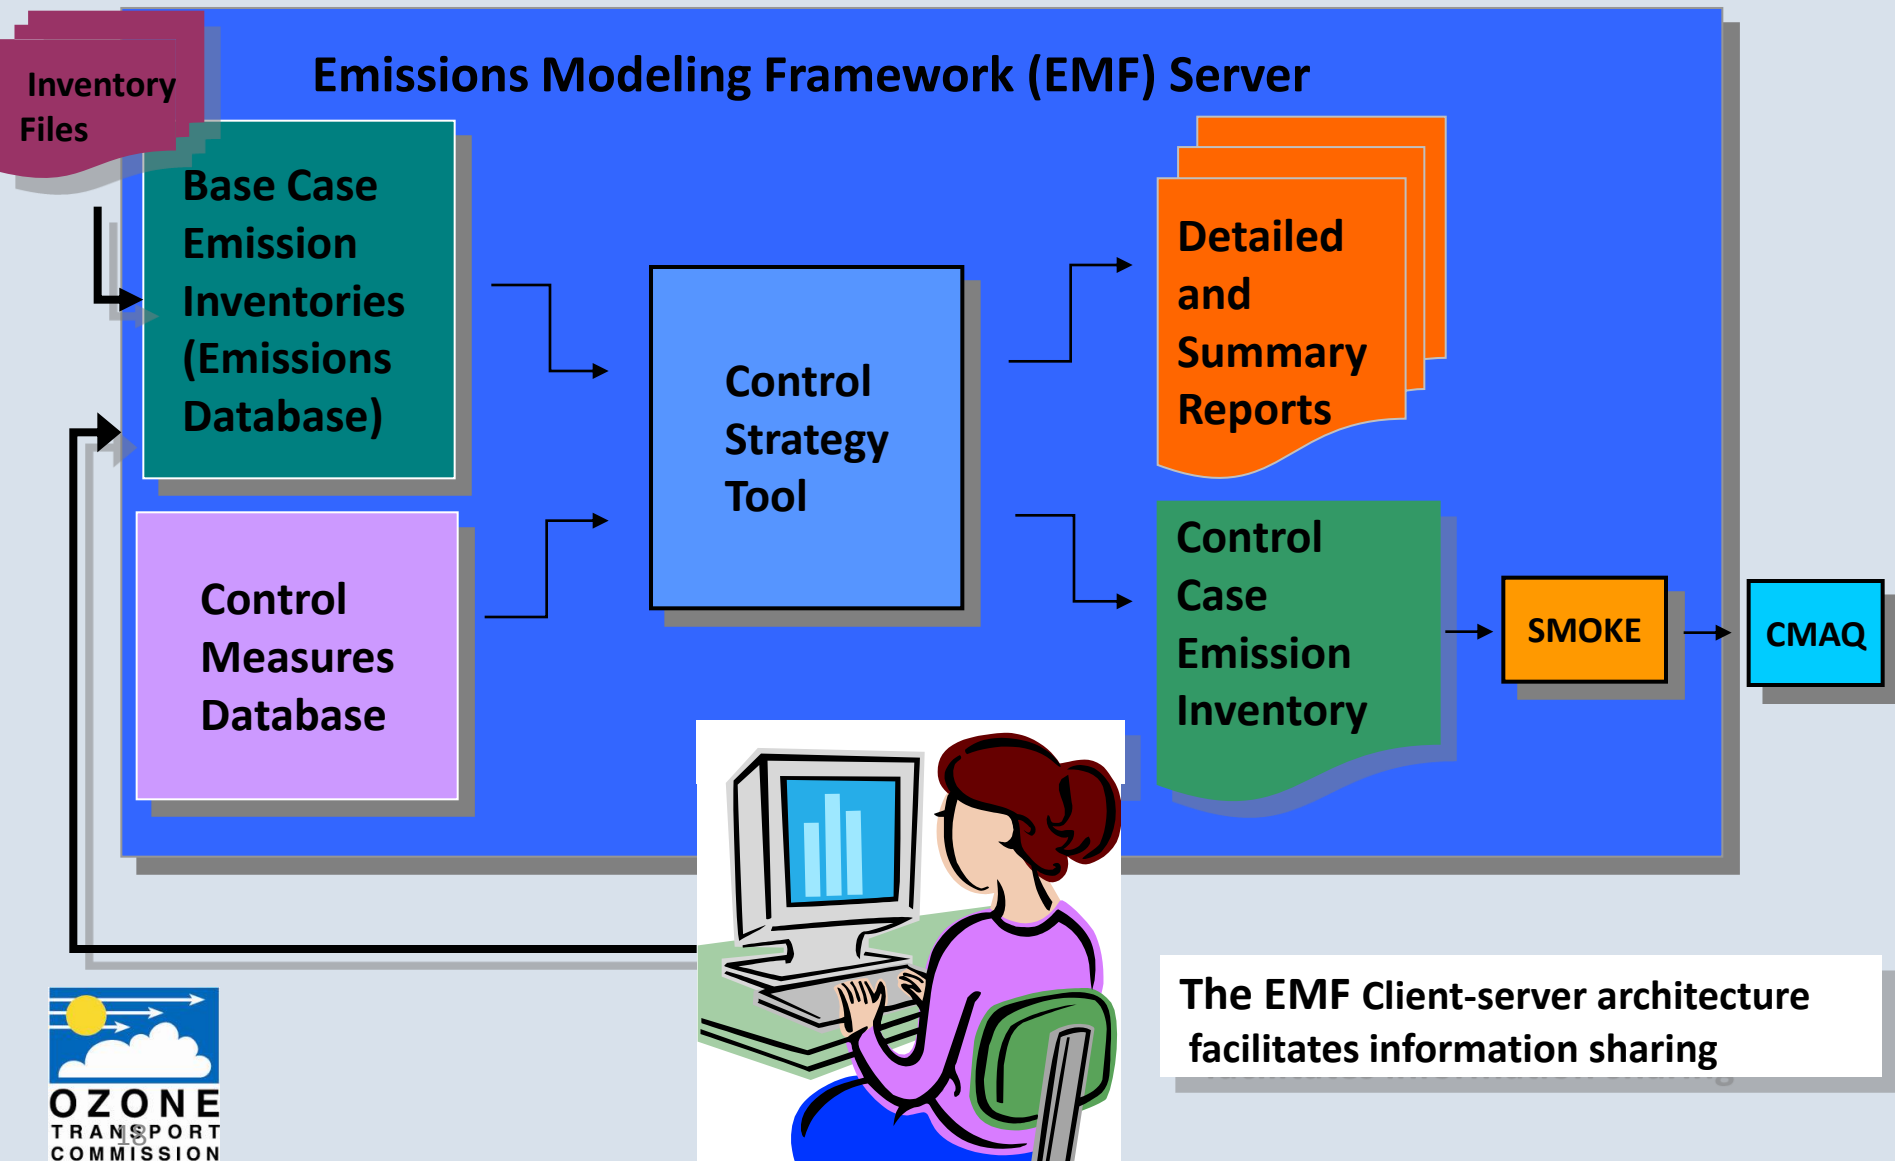 Inventory
Files
Emissions Modeling Framework (EMF) Server
Base Case
Emission
Inventories
(Emissions
Database)
Control
Measures
Database
Control
Strategy
Tool
Detailed
and
Summary
Reports
Control
Case
Emission
Inventory
SMOKE
CMAQ
The EMF Client-server architecture
facilitates information sharing
OZONE
TRANSPORT
COMMISSION
18